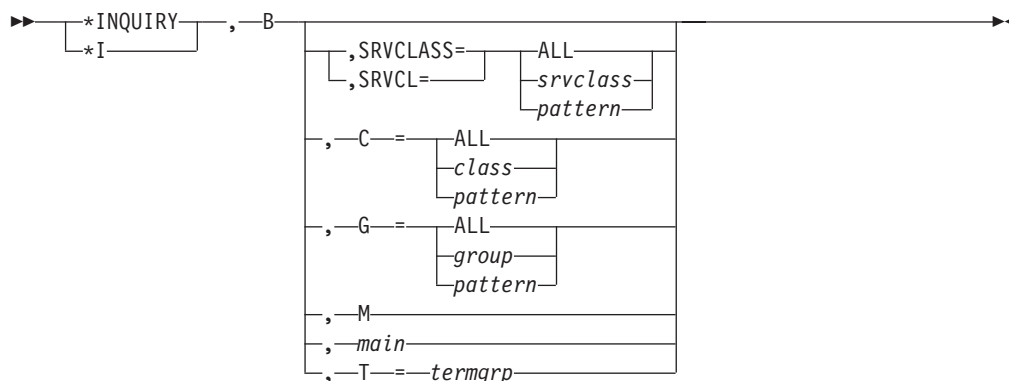 *INQUIRY , B
*I
,SRVCLASS= ALL
,SRVCL= srvclass
pattern
, C = ALL
class
pattern
, G = ALL
group
pattern
, M
, main
, T = termgrp